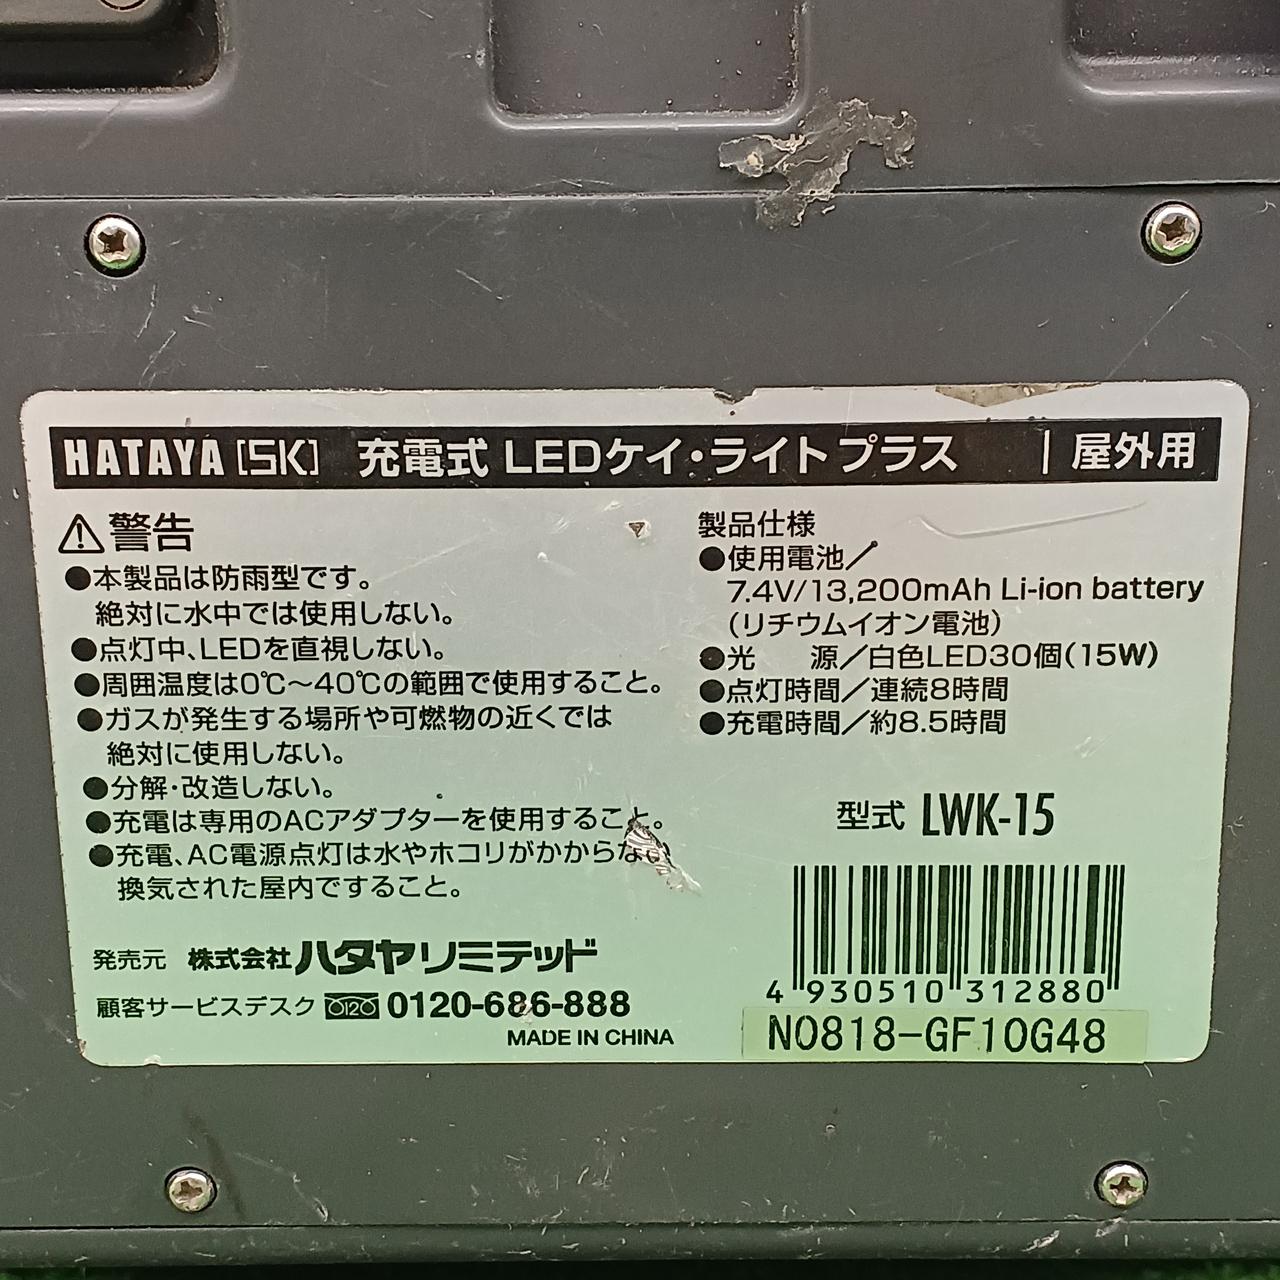 HATAYA [SK] 充電式 LEDケイ・ライトプラス | 屋外用
⚠警告
●本製品は防雨型です。
絶対に水中では使用しない。
●点灯中、LEDを直視しない。
●周囲温度は0℃～40℃の範囲で使用すること。
●ガスが発生する場所や可燃物の近くでは
絶対に使用しない。
●分解・改造しない。
●充電は専用のACアダプターを使用すること。
●充電、AC電源点灯は水やホコリがかからない
換気された屋内ですること。
発売元 株式会社ハタヤリミテッド
顧客サービスデスク 0120 0120-686-888
MADE IN CHINA
製品仕様
●使用電池／
7.4V/13,200mAh Li-ion battery
(リチウムイオン電池)
●光 源／白色LED30個(15W)
●点灯時間／連続8時間
●充電時間／約8.5時間
型式 LWK-15
4 930510 312880
N0818-GF10G48